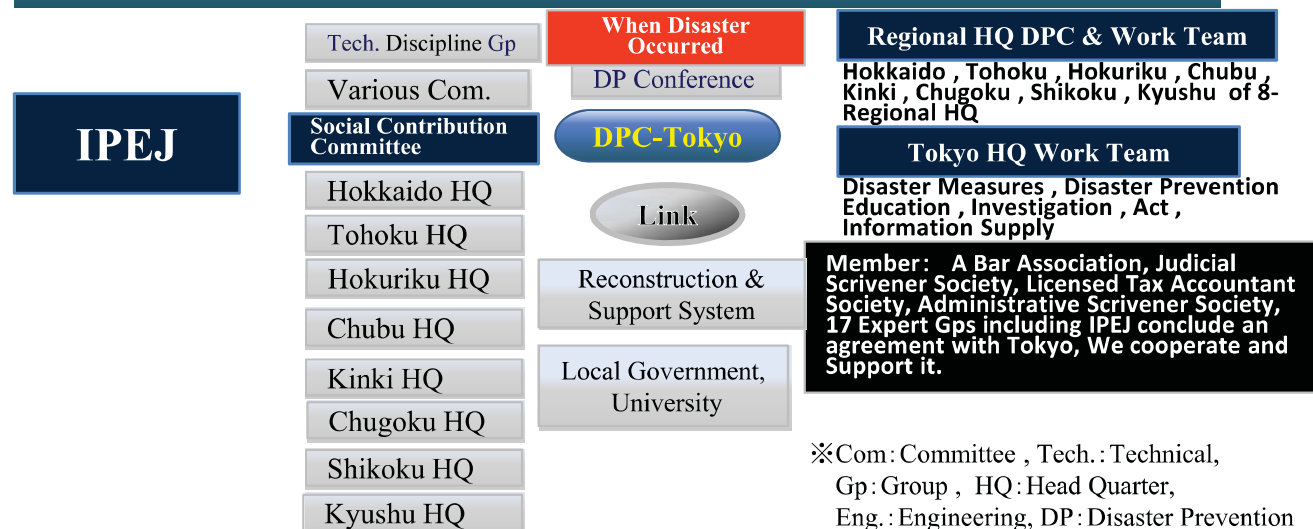 IPEJ
Tech. Discipline Gp
Various Com.
Social Contribution
Committee
Hokkaido HQ
Tohoku HQ
Hokuriku HQ
Chubu HQ
Kinki HQ
Chugoku HQ
Shikoku HQ
Kyushu HQ
When Disaster
Occurred
DP Conference
DPC-Tokyo
Link
Reconstruction &
Support System
Local Government,
University
Regional HQ DPC & Work Team
Hokkaido , Tohoku , Hokuriku , Chubu ,
Kinki , Chugoku , Shikoku , Kyushu of 8-
Regional HQ
Tokyo HQ Work Team
Disaster Measures , Disaster Prevention
Education , Investigation , Act ,
Information Supply
Member： A Bar Association, Judicial
Scrivener Society, Licensed Tax Accountant
Society, Administrative Scrivener Society,
17 Expert Gps including IPEJ conclude an
agreement with Tokyo, We cooperate and
Support it.
※Com：Committee , Tech.：Technical,
Gp：Group , HQ：Head Quarter,
Eng.：Engineering, DP：Disaster Prevention